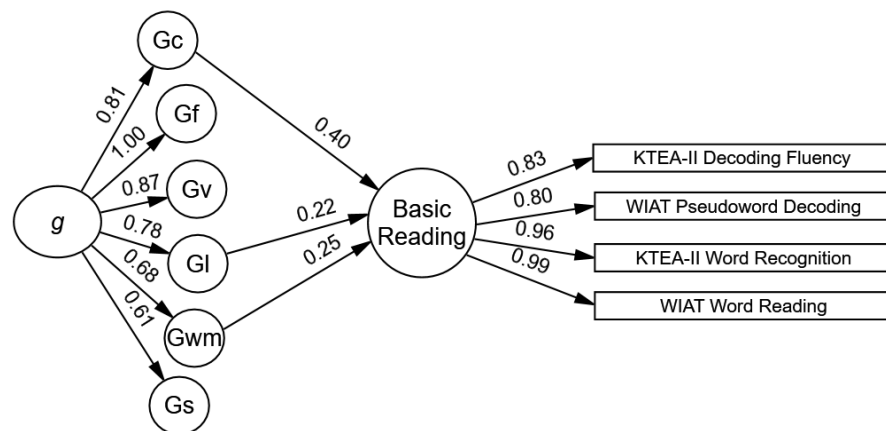 Gc
0.81
Gf
1.00
0.40
Gv
0.87
g
0.78
Gl
0.22
0.68
Gwm
0.25
0.61
Gs
Basic
Reading
0.83
KTEA-II Decoding Fluency
0.80
WIAT Pseudoword Decoding
0.96
KTEA-II Word Recognition
0.99
WIAT Word Reading